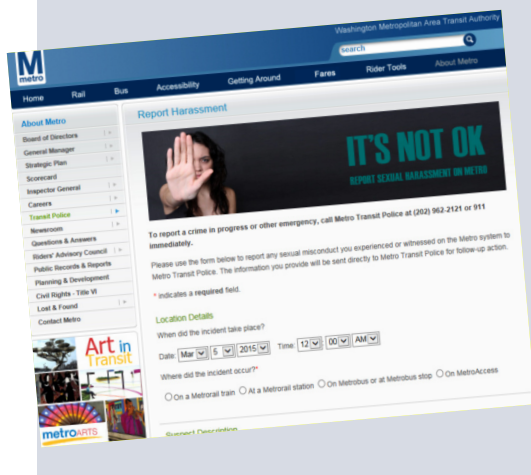 Washington Metropolitan Area Transit Authority
M
metro
search
Home Rail Bus Accessibility Getting Around Fares Rider Tools About Metro
About Metro
Board of Directors
General Manager
Strategic Plan
Scorecard
Inspector General
Careers
Transit Police
Newsroom
Questions & Answers
Riders' Advisory Council
Public Records & Reports
Planning & Development
Civil Rights - Title VI
Lost & Found
Contact Metro
Art in
Transit
metroARTS
Report Harassment
IT'S NOT OK
REPORT SEXUAL HARASSMENT ON METRO
To report a crime in progress or other emergency, call Metro Transit Police at (202) 962-2121 or 911
immediately.
Please use the form below to report any sexual misconduct you experienced or witnessed on the Metro system to
Metro Transit Police. The information you provide will be sent directly to Metro Transit Police for follow-up action.
* indicates a required field.
Location Details
When did the incident take place?
Date: Mar 5 2015 Time: 12 00 AM
Where did the incident occur?*
On a Metrorail train At a Metrorail station On Metrobus or at Metrobus stop On MetroAccess
Suspect Description